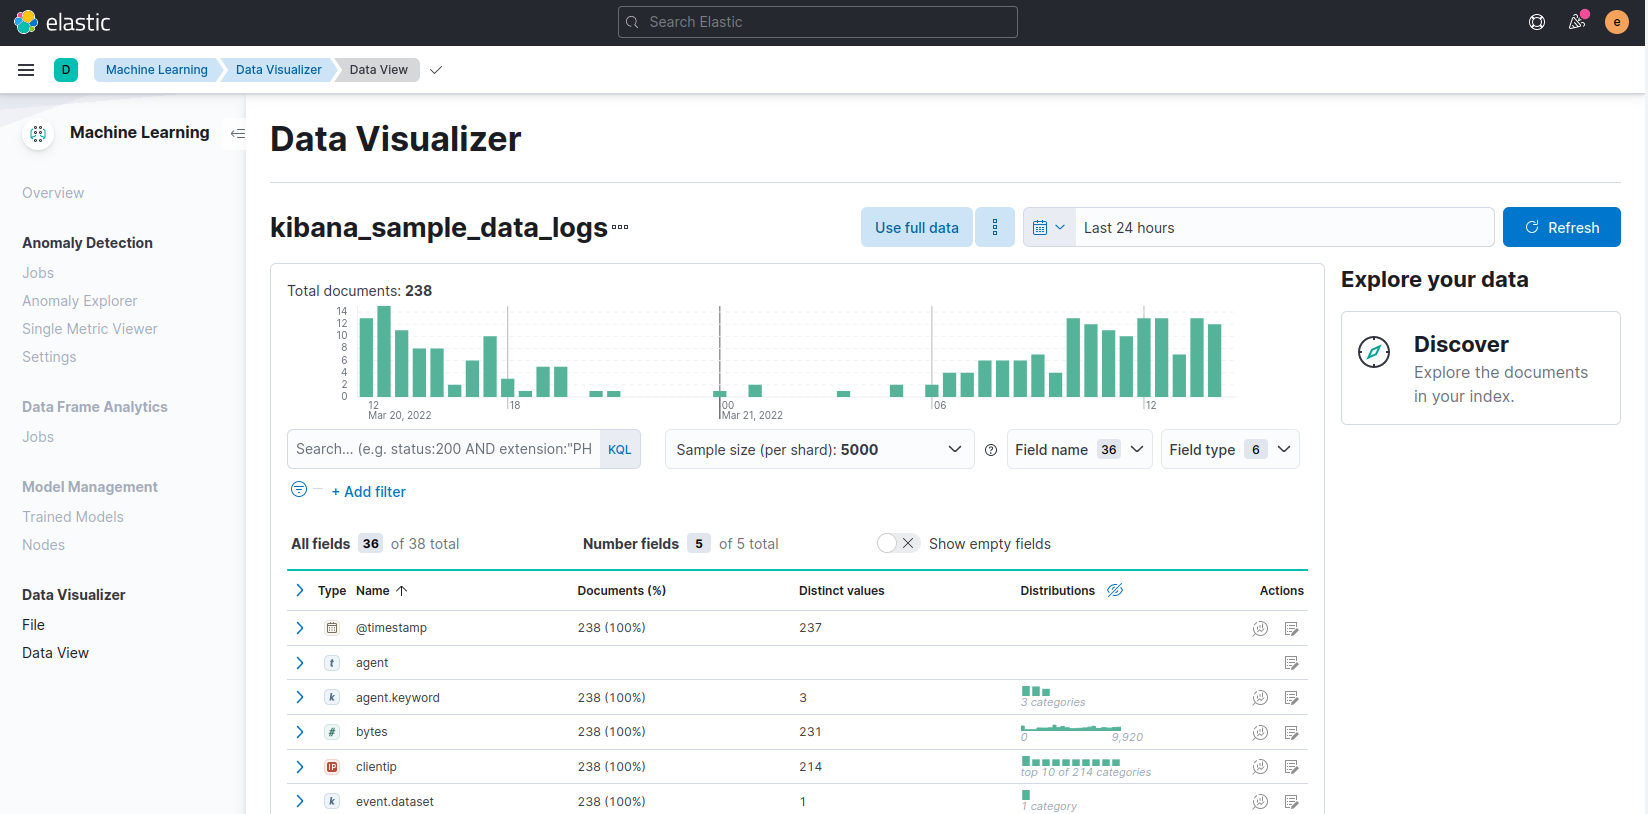 elastic
Search Elastic
e
D
Machine Learning
Data Visualizer
Data View
Machine Learning
Overview
Anomaly Detection
Jobs
Anomaly Explorer
Single Metric Viewer
Settings
Data Frame Analytics
Jobs
Model Management
Trained Models
Nodes
Data Visualizer
File
Data View
Data Visualizer
kibana_sample_data_logs
Use full data
Last 24 hours
Refresh
Total documents: 238
14
12
10
8
6
4
2
0
12
Mar 20, 2022
18
00
Mar 21, 2022
06
12
Search... (e.g. status:200 AND extension:"PH
KQL
Sample size (per shard): 5000
Field name 36
Field type 6
+ Add filter
All fields 36 of 38 total
Number fields 5 of 5 total
Show empty fields
Type Name Documents (%) Distinct values Distributions Actions
@timestamp 238 (100%) 237
t agent
k agent.keyword 238 (100%) 3
3 categories
# bytes 238 (100%) 231
0 9,920
IP clientip 238 (100%) 214
top 10 of 214 categories
k event.dataset 238 (100%) 1
1 category
Explore your data
Discover
Explore the documents
in your index.